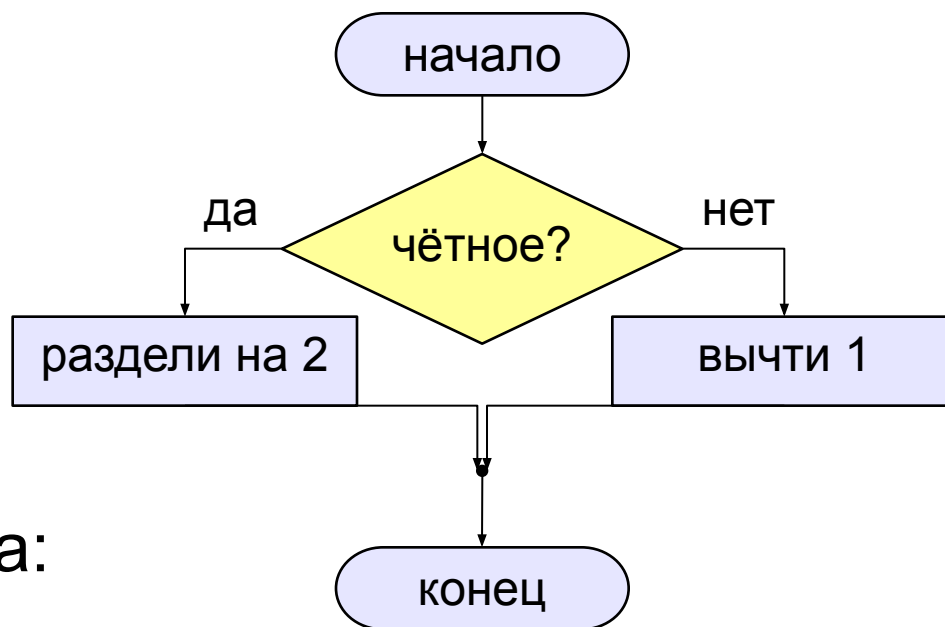 начало
да
нет
чётное?
раздели на 2
вычти 1
а:
конец